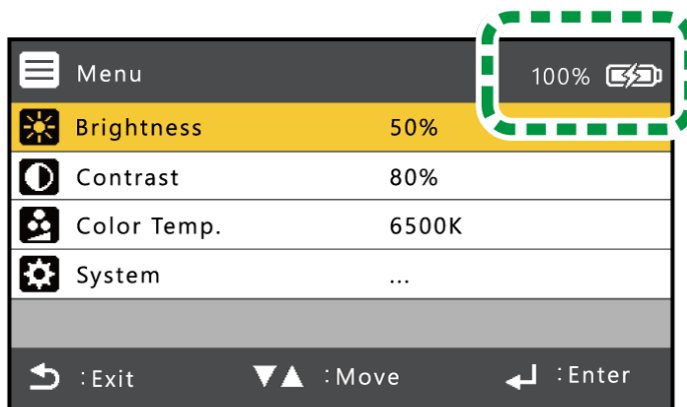 Menu 100%
Brightness 50%
Contrast 80%
Color Temp. 6500K
System ...
:Exit ▼▲ :Move :Enter